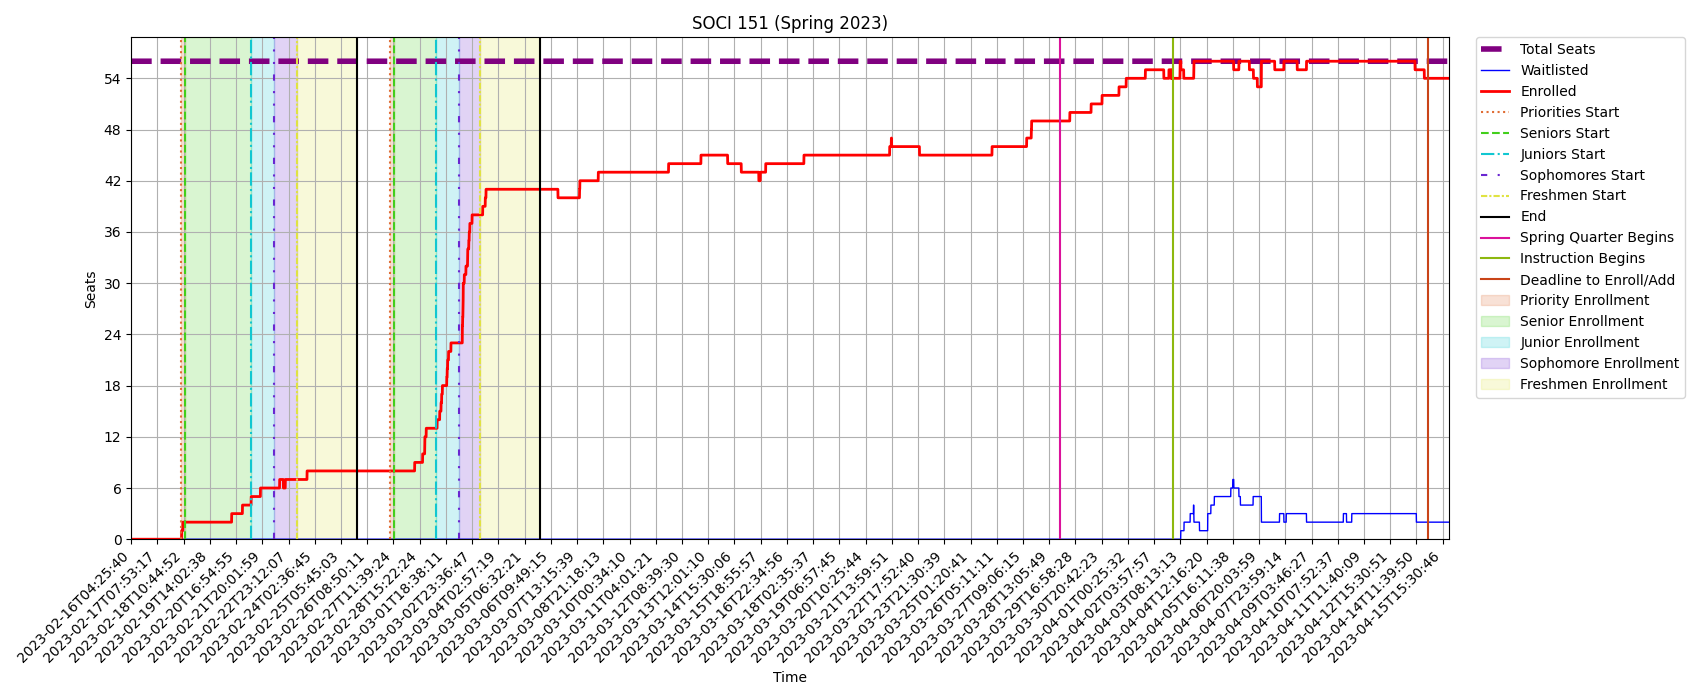 SOCI 151 (Spring 2023)
54
48
42
36
30
24
18
12
6
0
Seats
2023-02-16T04:25:40
2023-02-17T07:53:17
2023-02-18T10:44:52
2023-02-19T14:02:38
2023-02-20T16:54:55
2023-02-21T20:01:59
2023-02-22T23:12:07
2023-02-24T02:36:45
2023-02-25T05:45:03
2023-02-26T08:50:11
2023-02-27T11:39:24
2023-02-28T15:22:24
2023-03-01T18:38:11
2023-03-02T23:36:47
2023-03-04T02:57:19
2023-03-05T06:32:21
2023-03-06T09:49:15
2023-03-07T13:15:39
2023-03-08T21:18:13
2023-03-10T00:34:10
2023-03-11T04:01:21
2023-03-12T08:39:30
2023-03-13T12:01:10
2023-03-14T15:30:06
2023-03-15T18:55:57
2023-03-16T22:34:56
2023-03-18T02:35:37
2023-03-19T06:57:45
2023-03-20T10:25:44
2023-03-21T13:59:51
2023-03-22T17:52:40
2023-03-23T21:30:39
2023-03-25T01:20:41
2023-03-26T05:11:11
2023-03-27T09:06:15
2023-03-28T13:05:49
2023-03-29T16:58:28
2023-03-30T20:42:23
2023-04-01T00:25:32
2023-04-02T03:57:57
2023-04-03T08:13:13
2023-04-04T12:16:20
2023-04-05T16:11:38
2023-04-06T20:03:59
2023-04-07T23:59:14
2023-04-09T03:46:27
2023-04-10T07:52:37
2023-04-11T11:40:09
2023-04-12T15:30:51
2023-04-14T11:39:50
2023-04-15T15:30:46
Time
Total Seats
Waitlisted
Enrolled
Priorities Start
Seniors Start
Juniors Start
Sophomores Start
Freshmen Start
End
Spring Quarter Begins
Instruction Begins
Deadline to Enroll/Add
Priority Enrollment
Senior Enrollment
Junior Enrollment
Sophomore Enrollment
Freshmen Enrollment